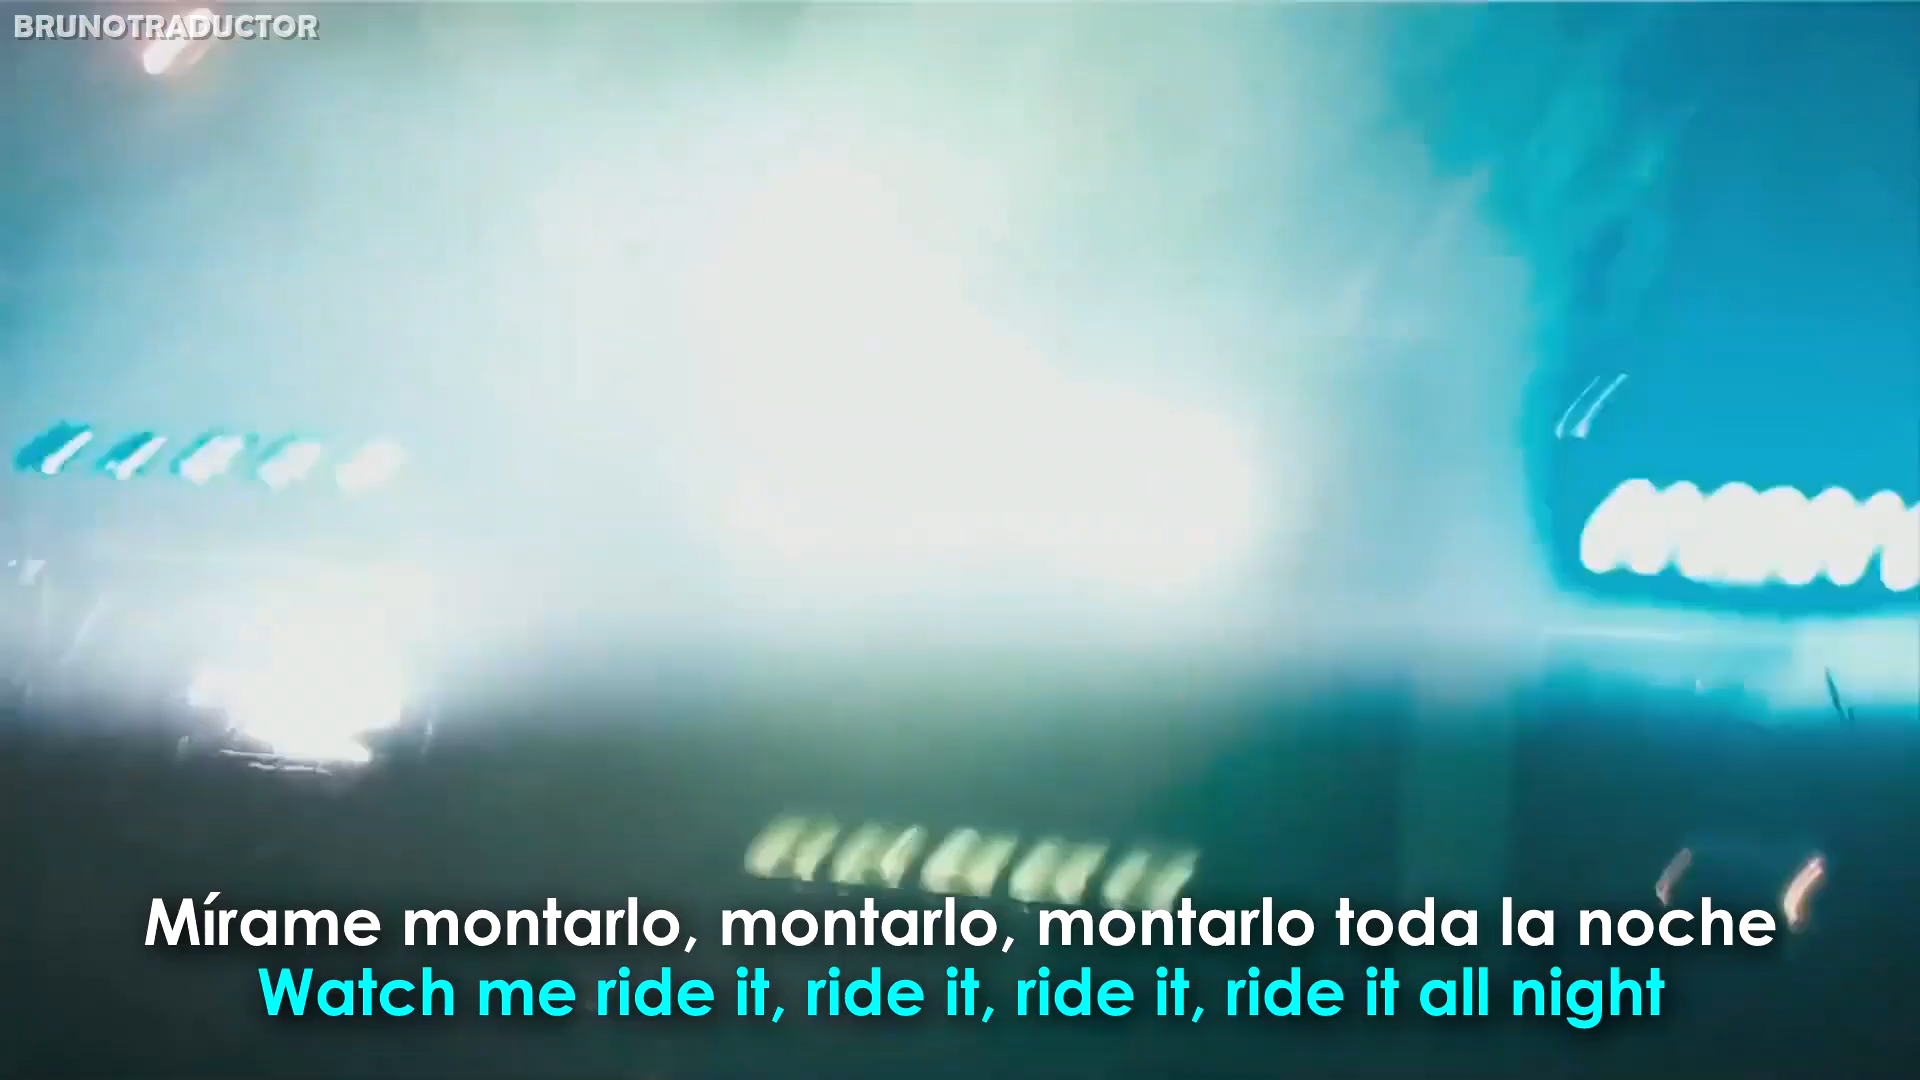 BRUNOTRADUCTOR
Mírame montarlo, montarlo, montarlo toda la noche
Watch me ride it, ride it, ride it, ride it all night